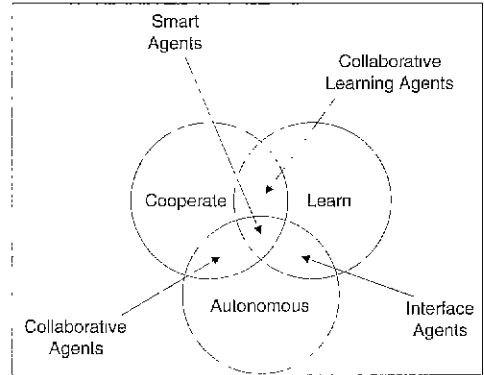 Smart
Agents
Collaborative
Learning Agents
Cooperate
Learn
Autonomous
Collaborative
Agents
Interface
Agents